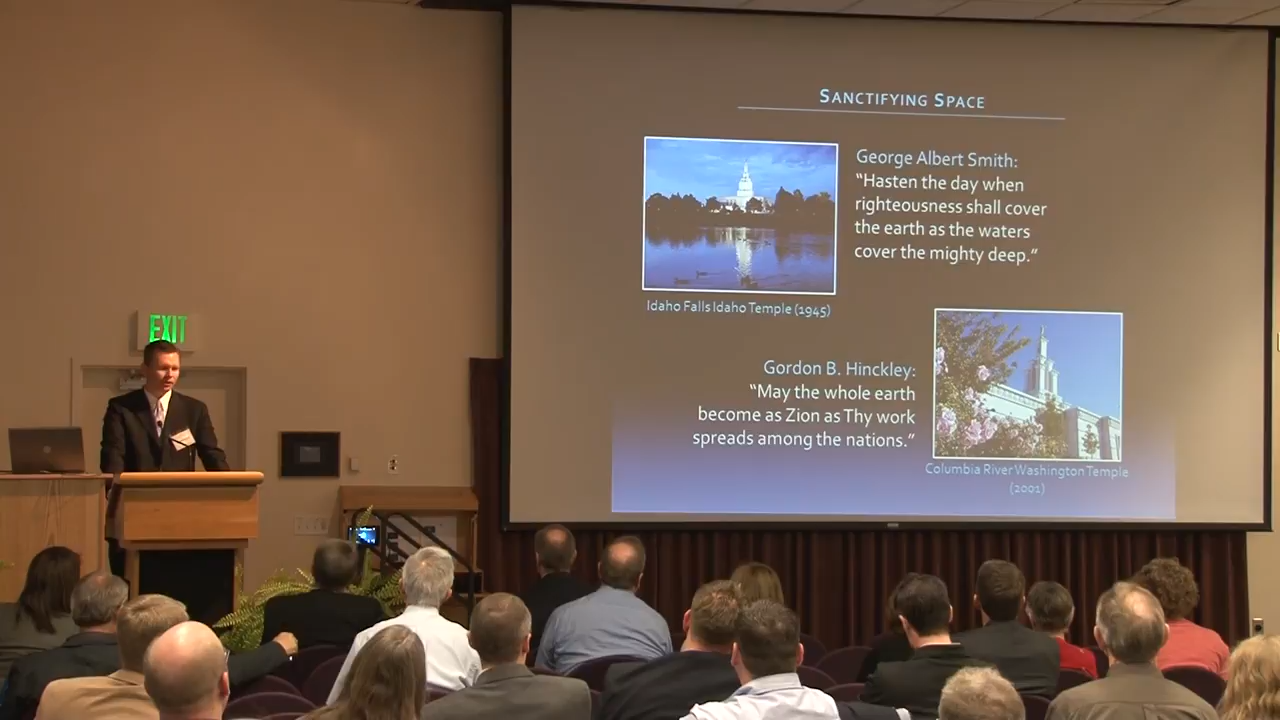 SANCTIFYING SPACE
George Albert Smith:
“Hasten the day when
righteousness shall cover
the earth as the waters
cover the mighty deep.”
Idaho Falls Idaho Temple (1945)
EXIT
Gordon B. Hinckley:
“May the whole earth
become as Zion as Thy work
spreads among the nations.”
Columbia River Washington Temple
(2001)